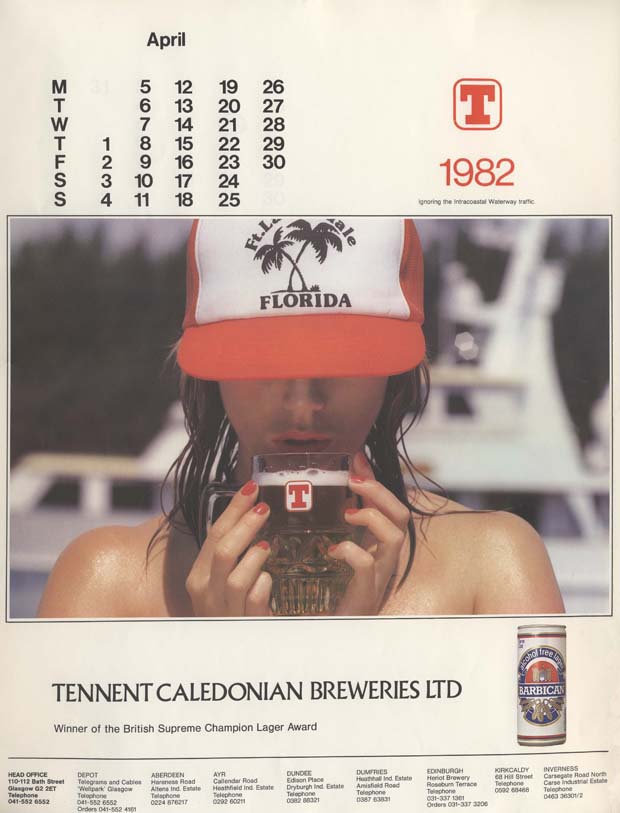 April
M 5 12 19 26
T 6 13 20 27
W 7 14 21 28
T 1 8 15 22 29
F 2 9 16 23 30
S 3 10 17 24
S 4 11 18 25
T
1982
Ignoring the Intracoastal Waterway traffic.
FLORIDA
T
alcohol free lager
BARBICAN
TENNENT CALEDONIAN BREWERIES LTD
Winner of the British Supreme Champion Lager Award
HEAD OFFICE
110-112 Bath Street
Glasgow G2 2ET
Telephone
041-552 6552
DEPOT
Telegrams and Cables
'Wellpark' Glasgow
Telephone
041-552 6552
Orders 041-552 4161
ABERDEEN
Hareness Road
Altens Ind. Estate
Telephone
0224 876217
AYR
Callendar Road
Heathfield Ind. Estate
Telephone
0292 60211
DUNDEE
Edison Place
Dryburgh Ind. Estate
Telephone
0382 88321
DUMFRIES
Heathhall Ind. Estate
Amisfield Road
Telephone
0387 63831
EDINBURGH
Heriot Brewery
Roseburn Terrace
Telephone
031-337 1361
Orders 031-337 3206
KIRKCALDY
68 Hill Street
Telephone
0592 68468
INVERNESS
Carsegate Road North
Carse Industrial Estate
Telephone
0463 36301/2